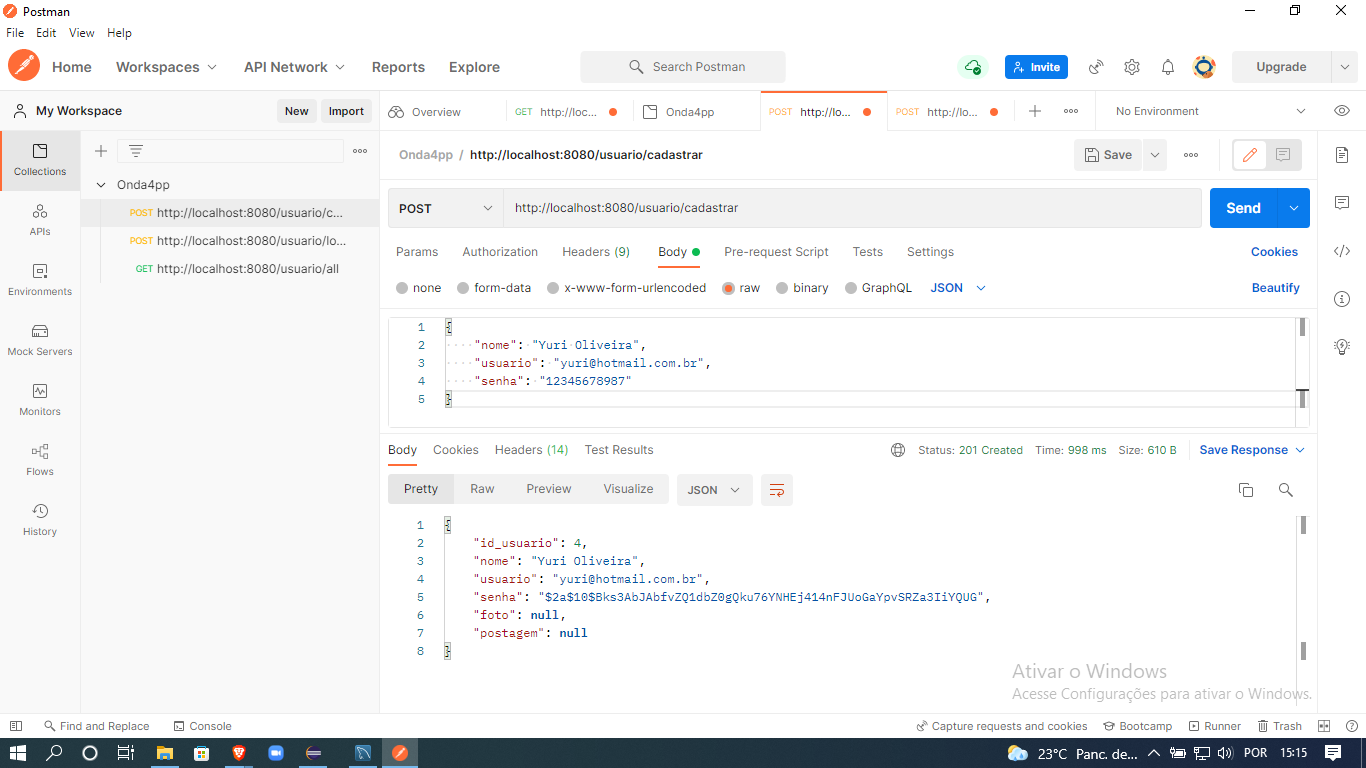 Postman
File Edit View Help
Home Workspaces API Network Reports Explore Search Postman Invite Upgrade
My Workspace New Import Overview GET http://loc... Onda4pp POST http://lo... POST http://lo... No Environment
Onda4pp / http://localhost:8080/usuario/cadastrar Save
Collections
APIs
Environments
Mock Servers
Monitors
Flows
History
Onda4pp
POST http://localhost:8080/usuario/c...
POST http://localhost:8080/usuario/lo...
GET http://localhost:8080/usuario/all
POST http://localhost:8080/usuario/cadastrar Send
Params Authorization Headers (9) Body Pre-request Script Tests Settings Cookies
none form-data x-www-form-urlencoded raw binary GraphQL JSON Beautify
1 {
2 "nome": "Yuri Oliveira",
3 "usuario": "yuri@hotmail.com.br",
4 "senha": "12345678987"
5 }
Body Cookies Headers (14) Test Results Status: 201 Created Time: 998 ms Size: 610 B Save Response
Pretty Raw Preview Visualize JSON
1 {
2 "id_usuario": 4,
3 "nome": "Yuri Oliveira",
4 "usuario": "yuri@hotmail.com.br",
5 "senha": "$2a$10$Bks3AbJAbfvZQ1dbZ0gQku76YNHEj414nFJUoGaYpvSRZa3IiYQUG",
6 "foto": null,
7 "postagem": null
8 }
Ativar o Windows
Acesse Configurações para ativar o Windows.
Find and Replace Console Capture requests and cookies Bootcamp Runner Trash
23°C Panc. de... POR 15:15